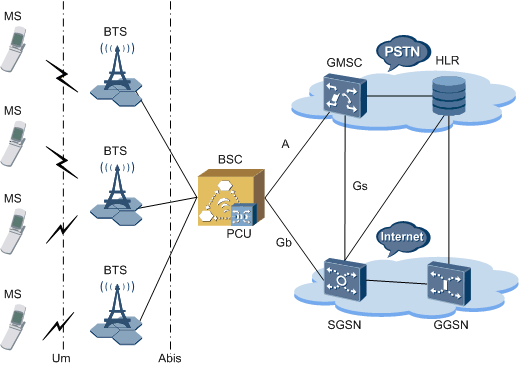 MS
BTS
PSTN
GMSC
HLR
MS
BTS
A
BSC
Gs
MS
PCU
Gb
Internet
BTS
MS
SGSN
GGSN
Um
Abis